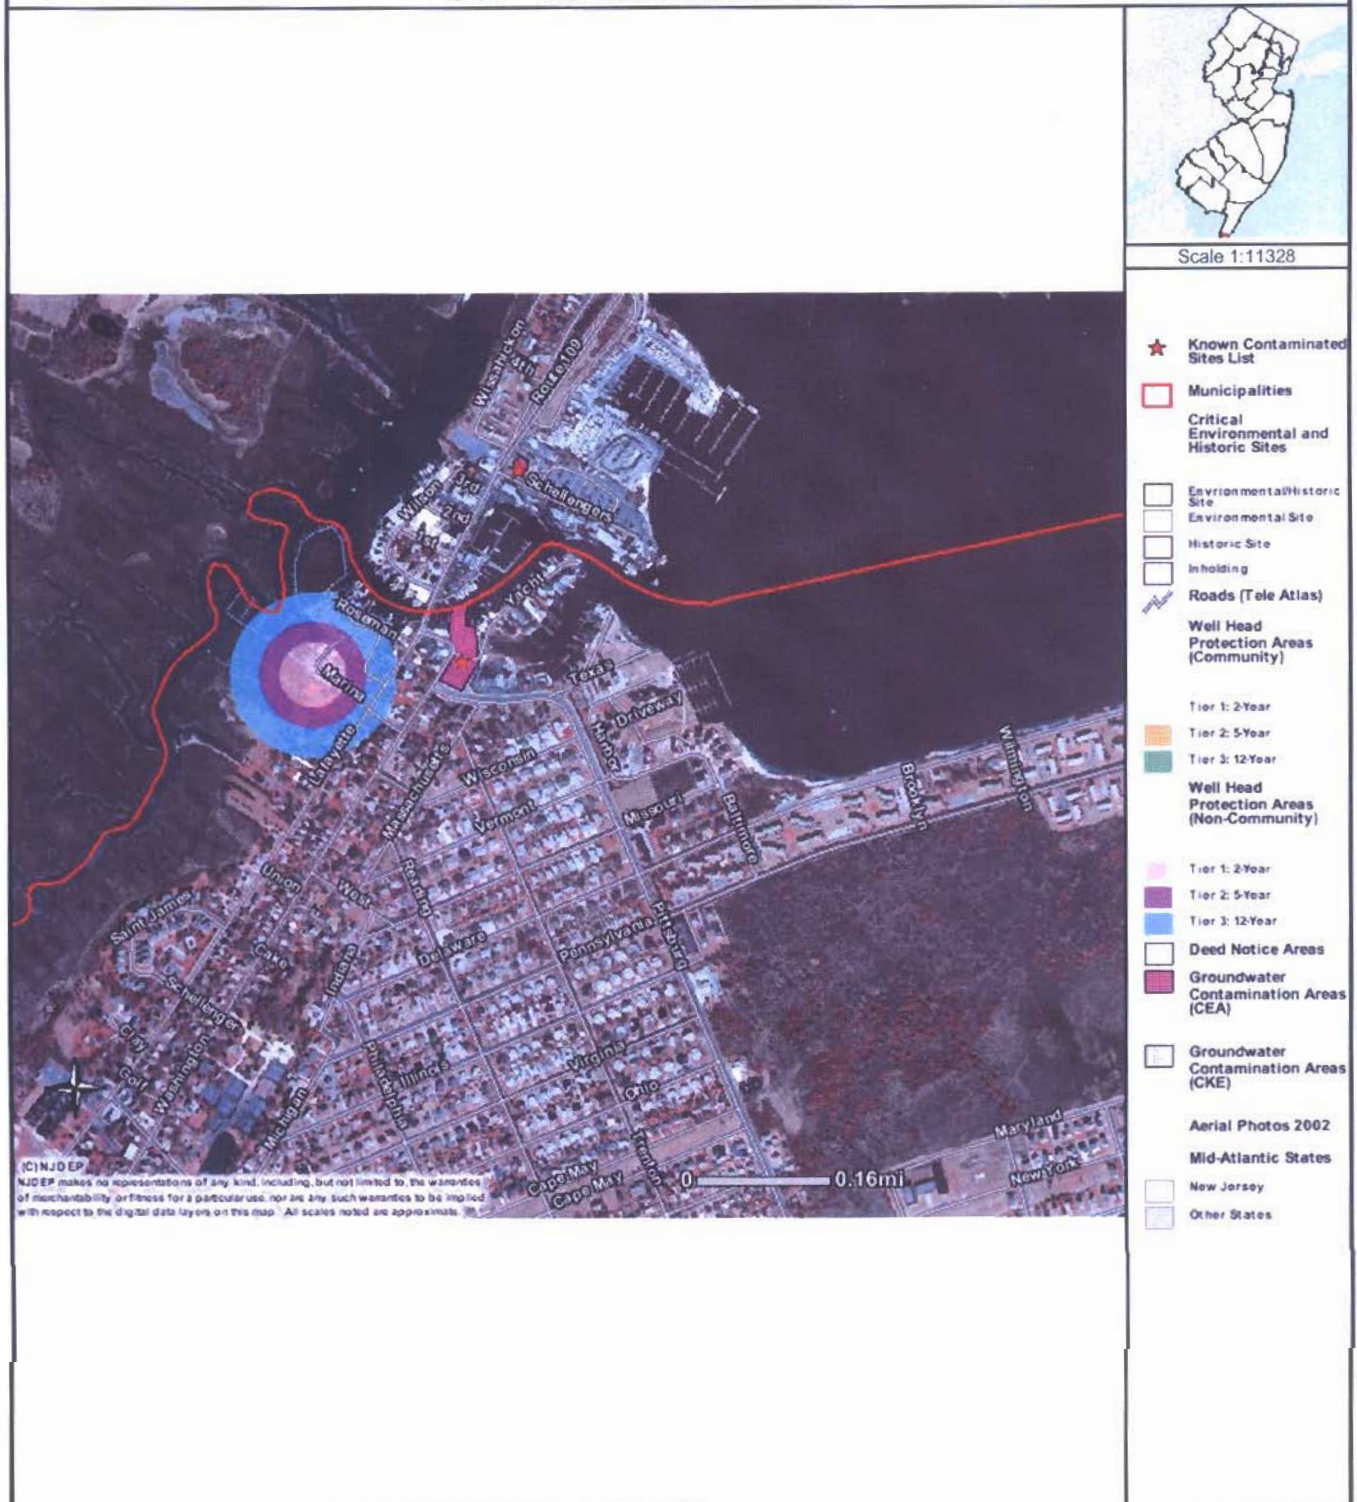 Scale 1:11328
Known Contaminated
Sites List
Municipalities
Critical
Environmental and
Historic Sites
Envrionmental/Historic
Site
Environmental Site
Historic Site
Inholding
Roads (Tele Atlas)
Well Head
Protection Areas
(Community)
Tier 1: 2-Year
Tier 2: 5-Year
Tier 3: 12-Year
Well Head
Protection Areas
(Non-Community)
Tier 1: 2-Year
Tier 2: 5-Year
Tier 3: 12-Year
Deed Notice Areas
Groundwater
Contamination Areas
(CEA)
Groundwater
Contamination Areas
(CKE)
Aerial Photos 2002
Mid-Atlantic States
New Jersey
Other States
Wissahickon
4th
Route 109
3rd
Wilson
2nd
1st
Schellengers
Yacht
Roseman
Marina
Lafayette
Texas
Driveway
Harbor
Massachusetts
Wisconsin
Vermont
Missouri
Baltimore
Brooklyn
Wilmington
Union
West
Reading
Saint James
Cake
Indiana
Delaware
Pennsylvania
Pittsburg
Schellenger
Clay
Golf
Washington
Michigan
Philadelphia
Illinois
Virginia
Ohio
Trenton
Maryland
New York
Cape May
Cape May
0 0.16mi
(C) NJDEP
NJDEP makes no representations of any kind, including, but not limited to, the warranties
of merchantability or fitness for a particular use, nor are any such warranties to be implied
with respect to the digital data layers on this map. All scales noted are approximate.